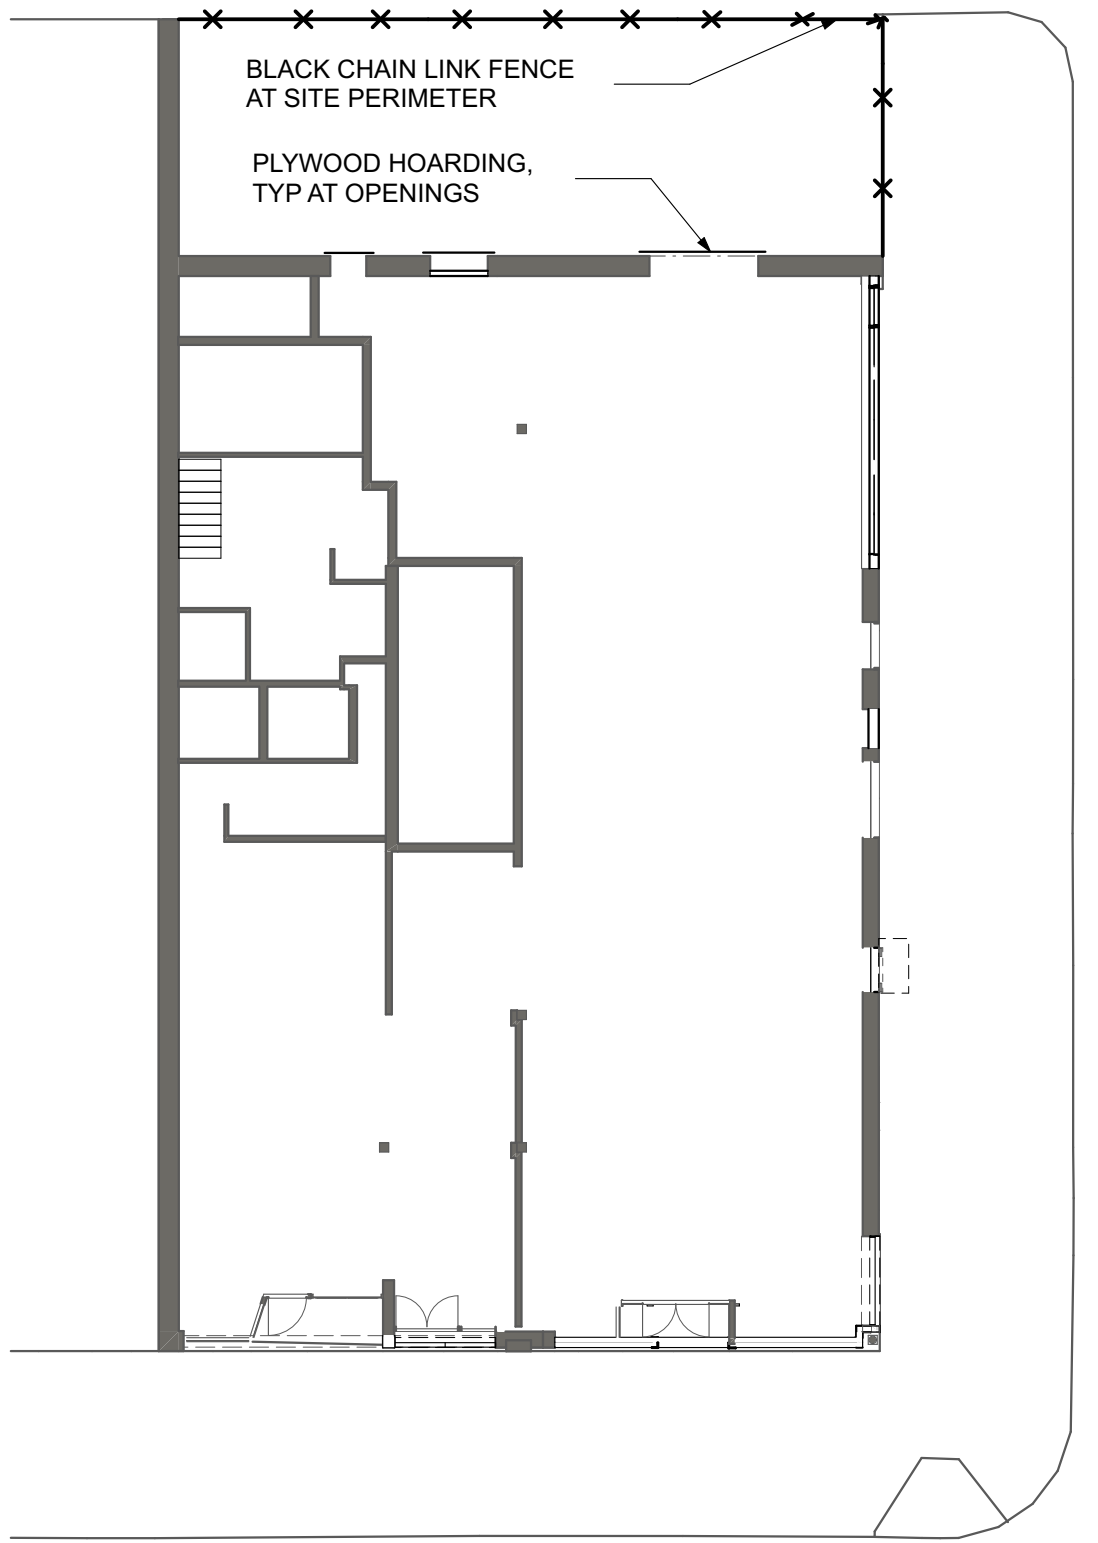 BLACK CHAIN LINK FENCE
AT SITE PERIMETER
PLYWOOD HOARDING,
TYP AT OPENINGS